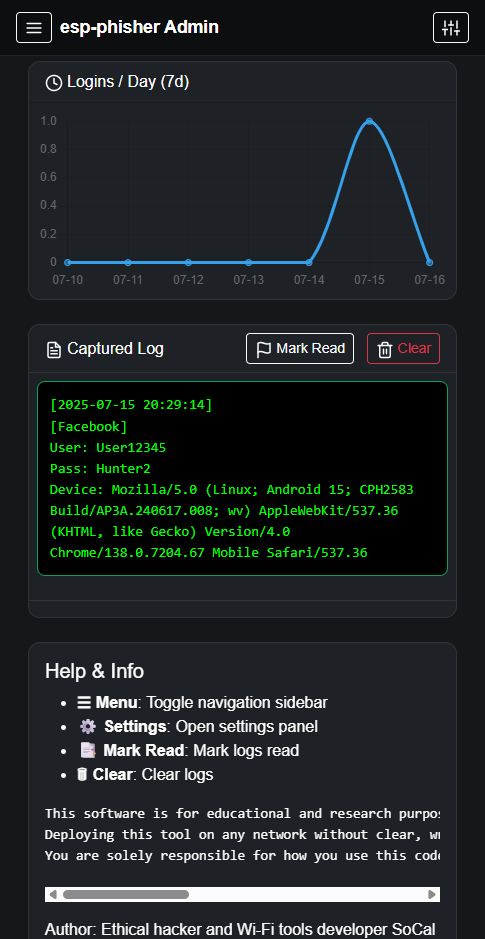 esp-phisher Admin
Logins / Day (7d)
1.0
0.8
0.6
0.4
0.2
0
07-10 07-11 07-12 07-13 07-14 07-15 07-16
Captured Log
Mark Read
Clear
[2025-07-15 20:29:14]
[Facebook]
User: User12345
Pass: Hunter2
Device: Mozilla/5.0 (Linux; Android 15; CPH2583
Build/AP3A.240617.008; wv) AppleWebKit/537.36
(KHTML, like Gecko) Version/4.0
Chrome/138.0.7204.67 Mobile Safari/537.36
Help & Info
• Menu: Toggle navigation sidebar
• Settings: Open settings panel
• Mark Read: Mark logs read
• Clear: Clear logs
This software is for educational and research
Deploying this tool on any network without clear,
You are solely responsible for how you use this code
Author: Ethical hacker and Wi-Fi tools developer SoCal